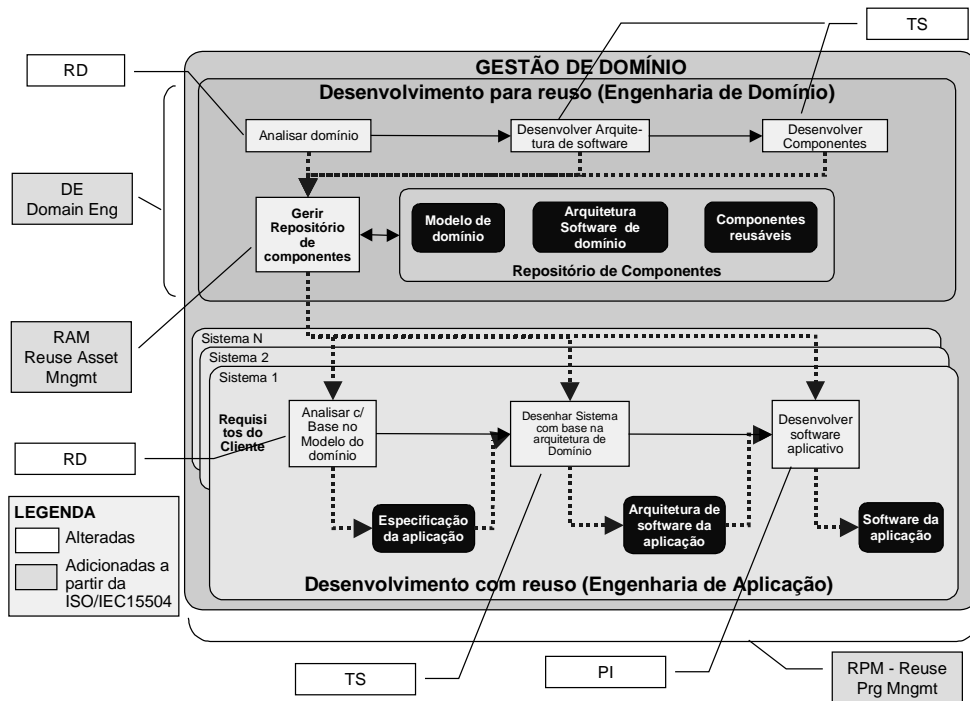 TS
RD
GESTÃO DE DOMÍNIO
Desenvolvimento para reuso (Engenharia de Domínio)
Analisar domínio
Desenvolver Arquite-
tura de software
Desenvolver
Componentes
DE
Domain Eng
Gerir
Repositório
de
componentes
Modelo de
domínio
Arquitetura
Software de
domínio
Componentes
reusáveis
Repositório de Componentes
RAM
Reuse Asset
Mngmt
Sistema N
Sistema 2
Sistema 1
Requisi
tos do
Cliente
Analisar c/
Base no
Modelo do
domínio
Desenhar Sistema
com base na
arquitetura de
Domínio
Desenvolver
software
aplicativo
RD
LEGENDA
Alteradas
Adicionadas a
partir da
ISO/IEC15504
Especificação
da aplicação
Arquitetura de
software da
aplicação
Software da
aplicação
Desenvolvimento com reuso (Engenharia de Aplicação)
TS
PI
RPM - Reuse
Prg Mngmt